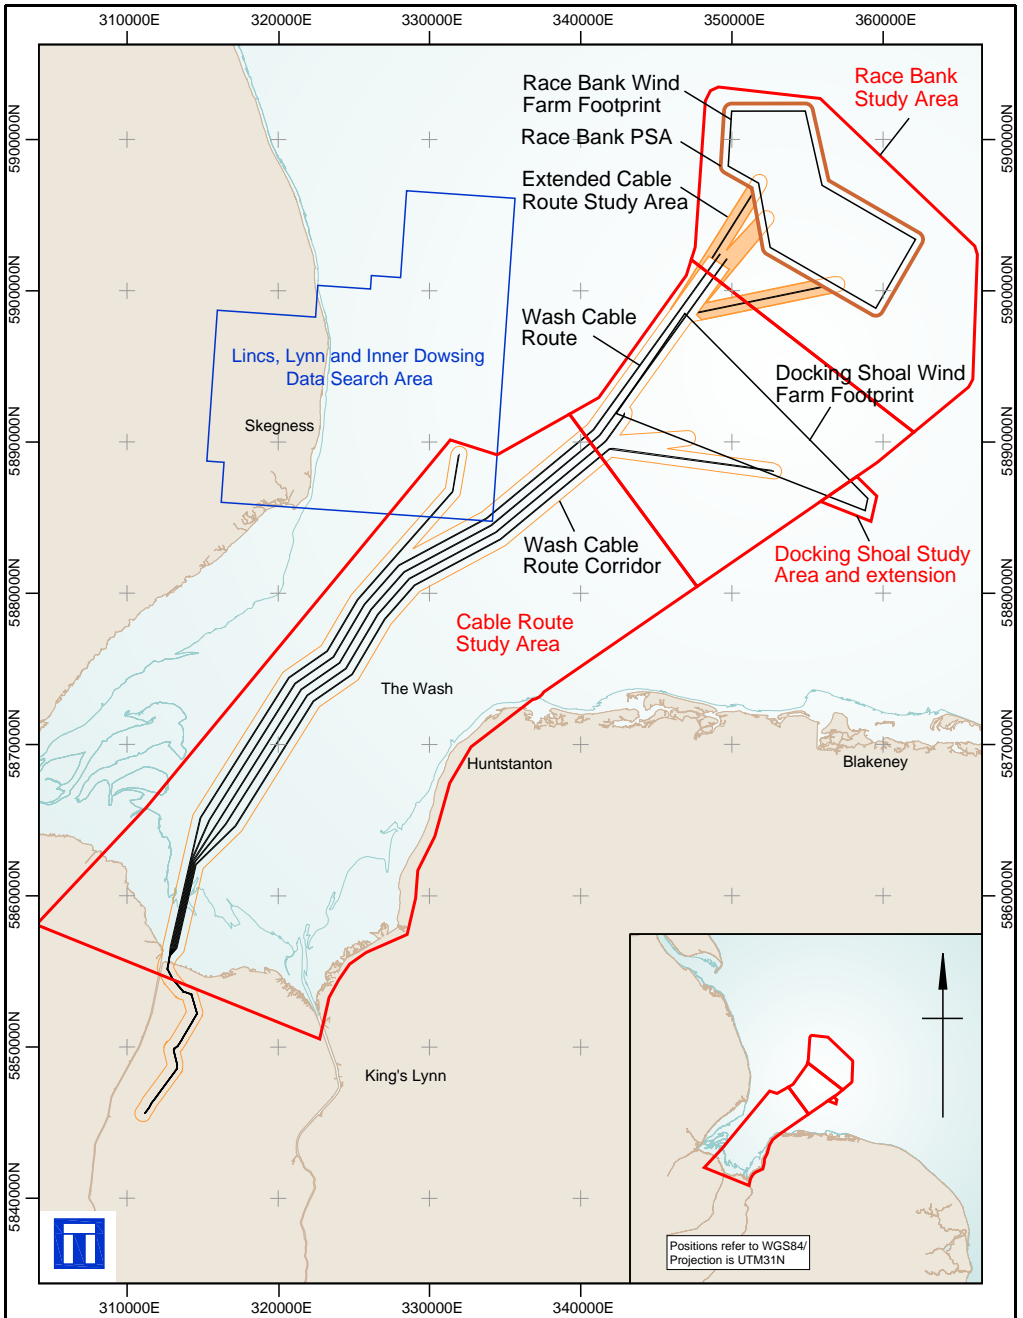 310000E
320000E
330000E
340000E
350000E
360000E
5900000N
5900000N
5890000N
5880000N
5870000N
5860000N
5850000N
5840000N
Race Bank Wind
Farm Footprint
Race Bank PSA
Extended Cable
Route Study Area
Race Bank
Study Area
5900000N
5900000N
5890000N
5880000N
5870000N
5860000N
Wash Cable
Route
Lincs, Lynn and Inner Dowsing
Data Search Area
Docking Shoal Wind
Farm Footprint
Skegness
Wash Cable
Route Corridor
Docking Shoal Study
Area and extension
Cable Route
Study Area
The Wash
Huntstanton
Blakeney
King's Lynn
Positions refer to WGS84/
Projection is UTM31N
310000E
320000E
330000E
340000E